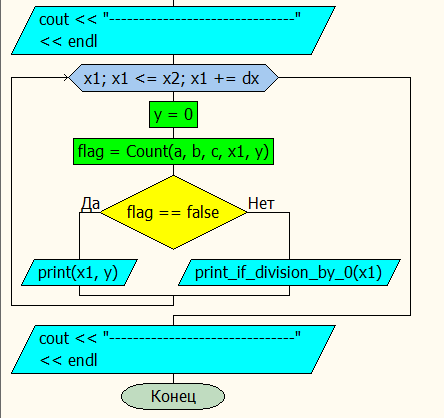 cout << "-------------------------------"
<< endl
x1; x1 <= x2; x1 += dx
y = 0
flag = Count(a, b, c, x1, y)
Да
Нет
flag == false
print(x1, y)
print_if_division_by_0(x1)
cout << "-------------------------------"
<< endl
Конец